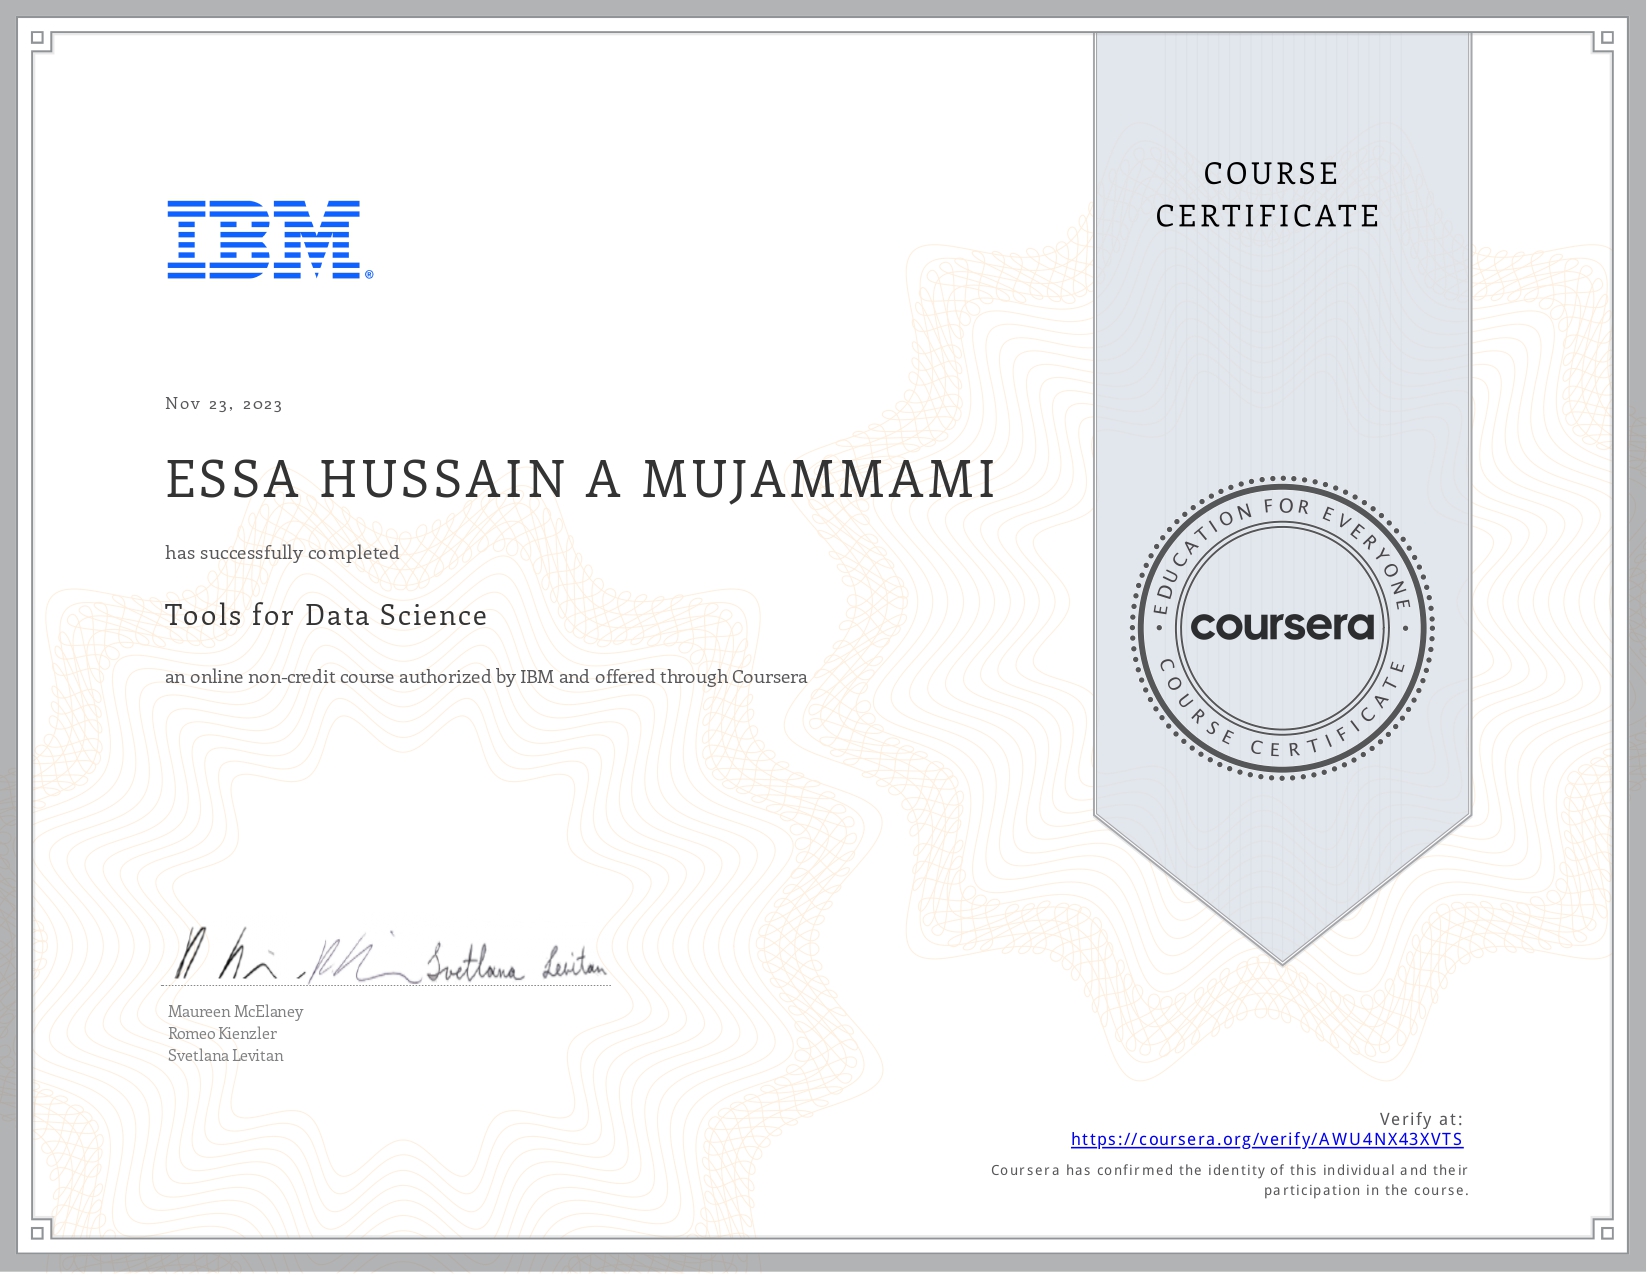 COURSE
CERTIFICATE
IBM®
Nov 23, 2023
ESSA HUSSAIN A MUJAMMAMI
has successfully completed
Tools for Data Science
an online non-credit course authorized by IBM and offered through Coursera
• EDUCATION FOR EVERYONE •
coursera
COURSE CERTIFICATE
Svetlana Levitan
Maureen McElaney
Romeo Kienzler
Svetlana Levitan
Verify at:
https://coursera.org/verify/AWU4NX43XVTS
Coursera has confirmed the identity of this individual and their
participation in the course.